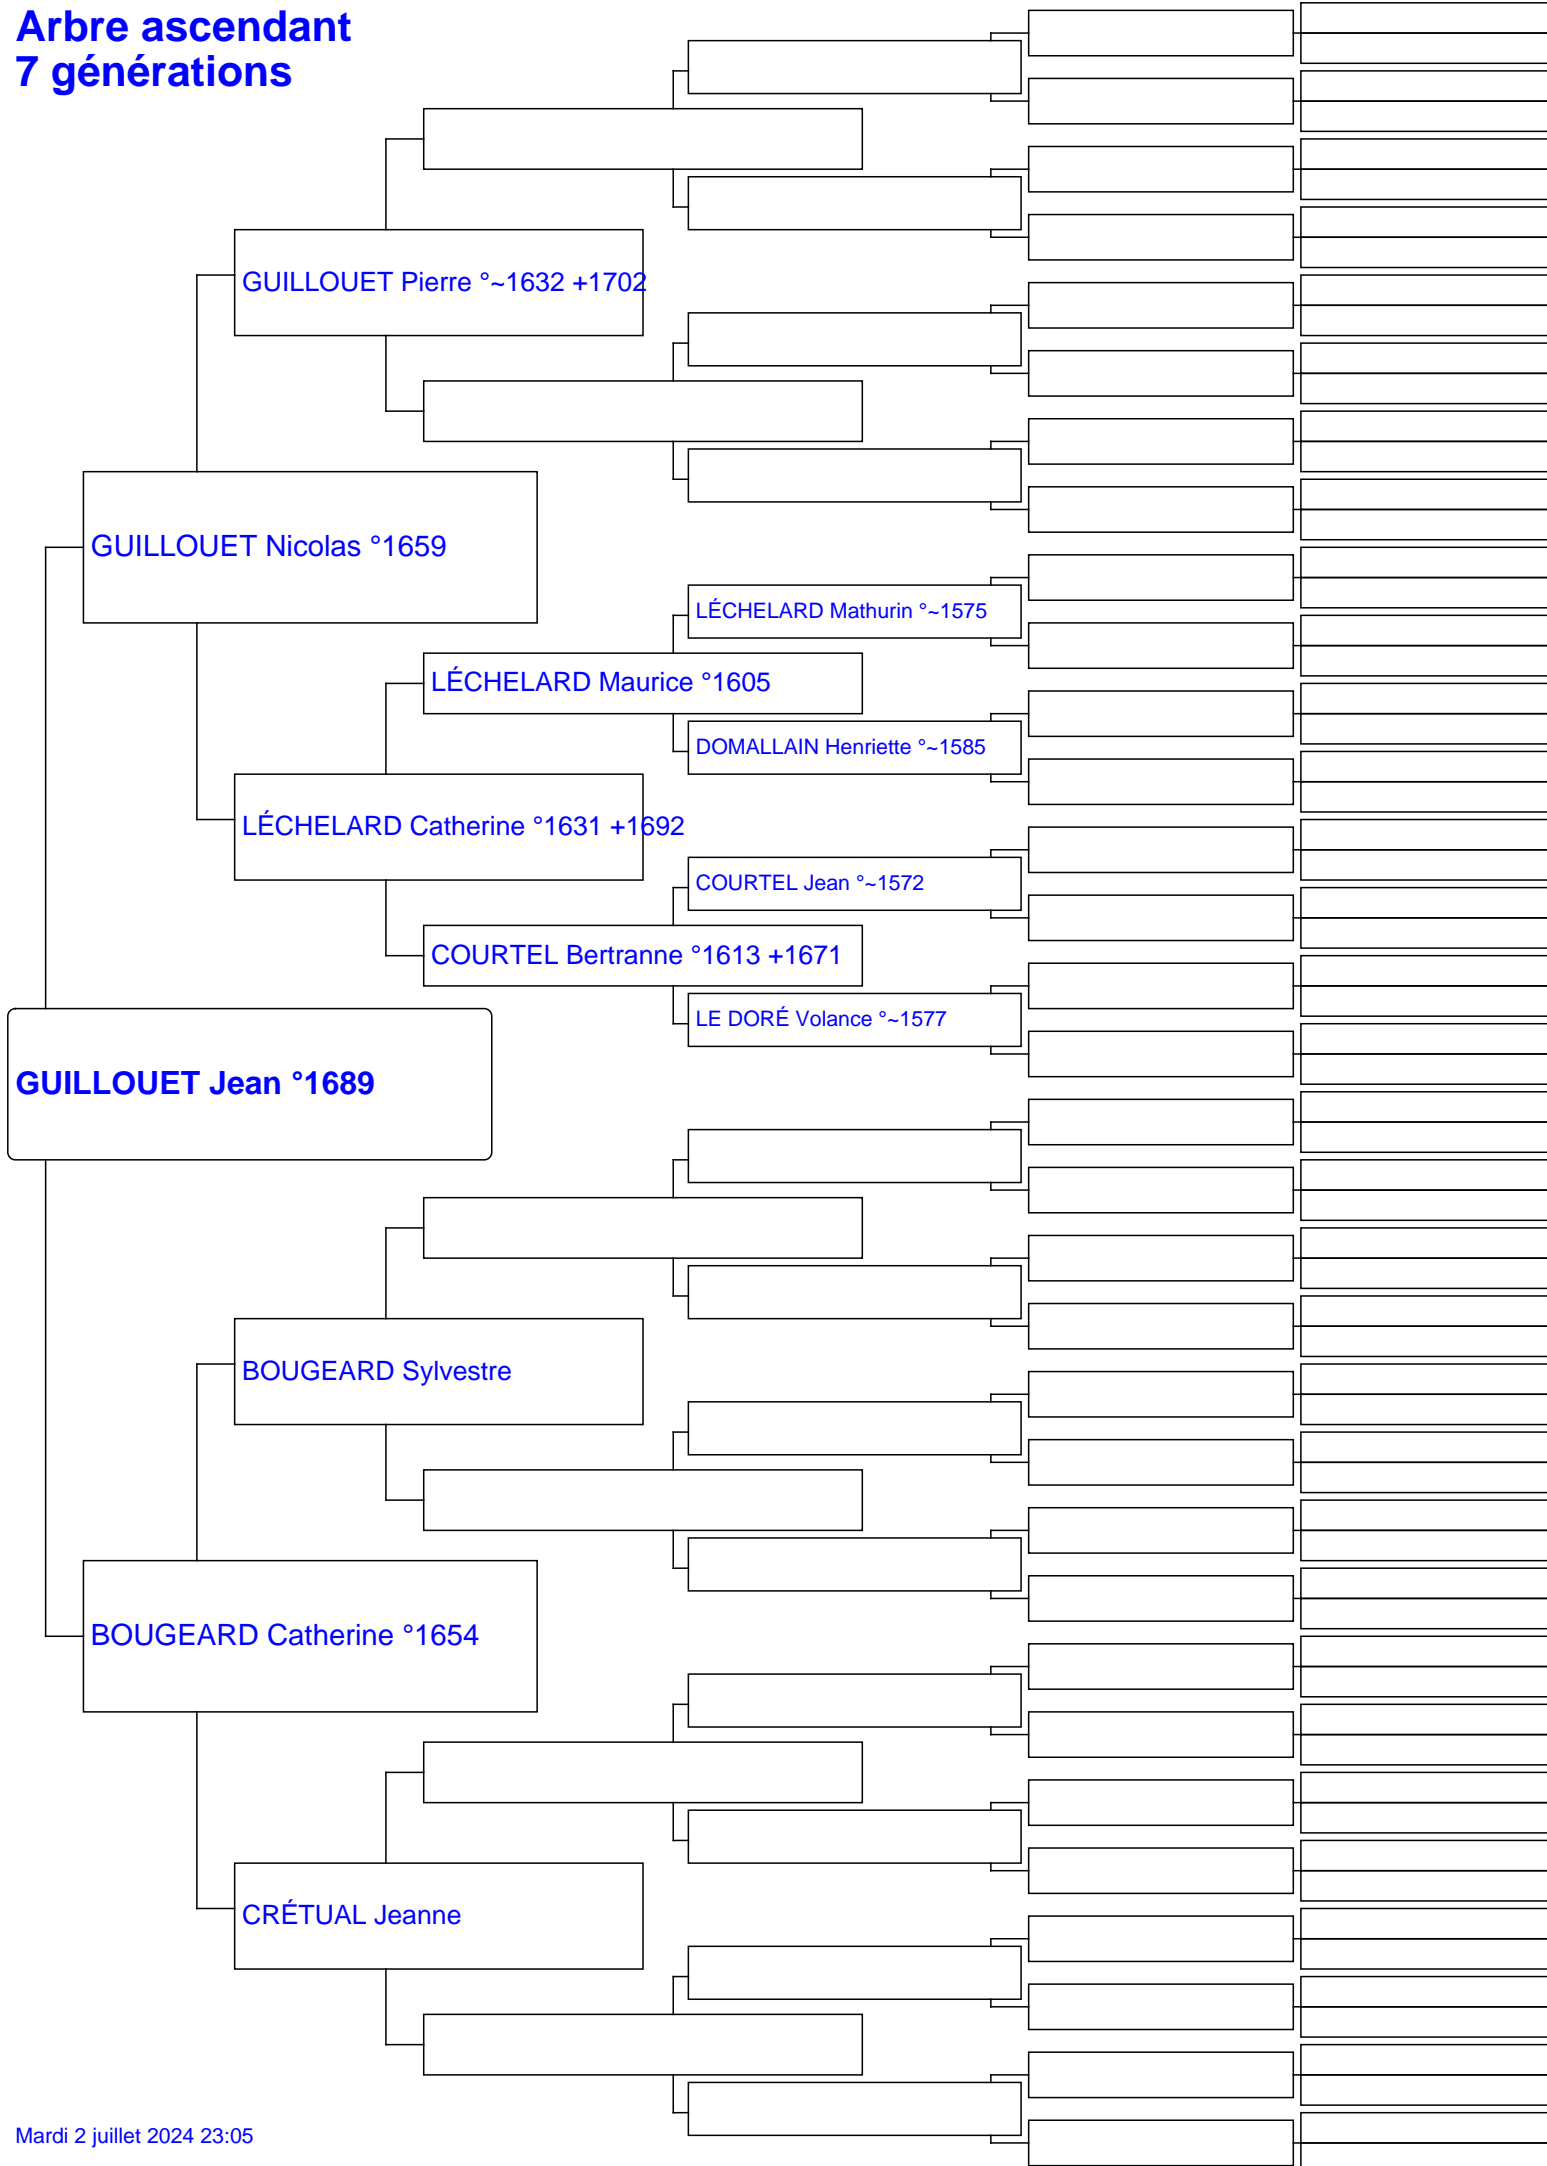 Arbre ascendant
7 générations
GUILLOUET Pierre °~1632 +1702
GUILLOUET Nicolas °1659
LÉCHELARD Mathurin °~1575
LÉCHELARD Maurice °1605
DOMALLAIN Henriette °~1585
LÉCHELARD Catherine °1631 +1692
COURTEL Jean °~1572
COURTEL Bertranne °1613 +1671
LE DORÉ Volance °~1577
GUILLOUET Jean °1689
BOUGEARD Sylvestre
BOUGEARD Catherine °1654
CRÉTUAL Jeanne
Mardi 2 juillet 2024 23:05